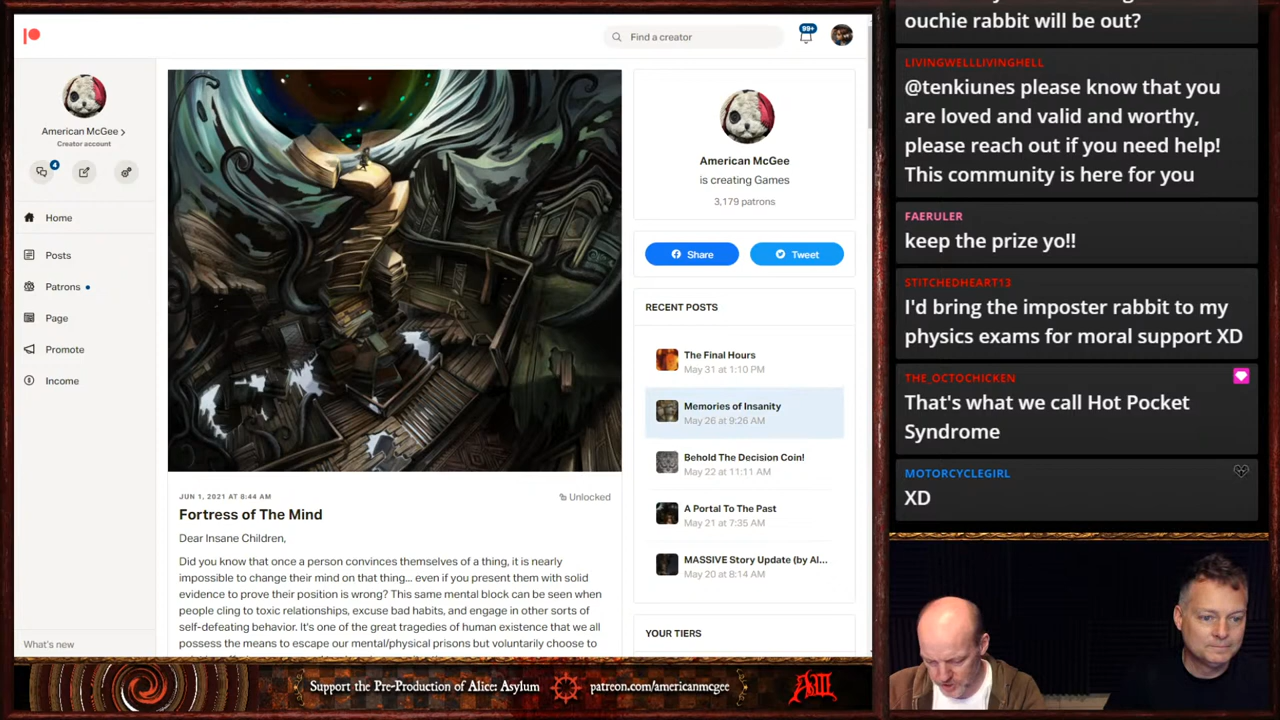 Find a creator
99+
American McGee
Creator account
4
Home
Posts
Patrons
Page
Promote
Income
What's new
JUN 1, 2021 AT 8:44 AM
Unlocked
Fortress of The Mind
Dear Insane Children,
Did you know that once a person convinces themselves of a thing, it is nearly
impossible to change their mind on that thing... even if you present them with solid
evidence to prove their position is wrong? This same mental block can be seen when
people cling to toxic relationships, excuse bad habits, and engage in other sorts of
self-defeating behavior. It's one of the great tragedies of human existence that we all
possess the means to escape our mental/physical prisons but voluntarily choose to
American McGee
is creating Games
3,179 patrons
Share
Tweet
RECENT POSTS
The Final Hours
May 31 at 1:10 PM
Memories of Insanity
May 26 at 9:26 AM
Behold The Decision Coin!
May 22 at 11:11 AM
A Portal To The Past
May 21 at 7:35 AM
MASSIVE Story Update (by Al...
May 20 at 8:14 AM
YOUR TIERS
ouchie rabbit will be out?
LIVINGWELLLIVINGHELL
@tenkiunes please know that you
are loved and valid and worthy,
please reach out if you need help!
This community is here for you
FAERULER
keep the prize yo!!
STITCHEDHEART13
I'd bring the imposter rabbit to my
physics exams for moral support XD
THE_OCTOCHICKEN
That's what we call Hot Pocket
Syndrome
MOTORCYCLEGIRL
XD
Support the Pre-Production of Alice: Asylum
patreon.com/americanmcgee